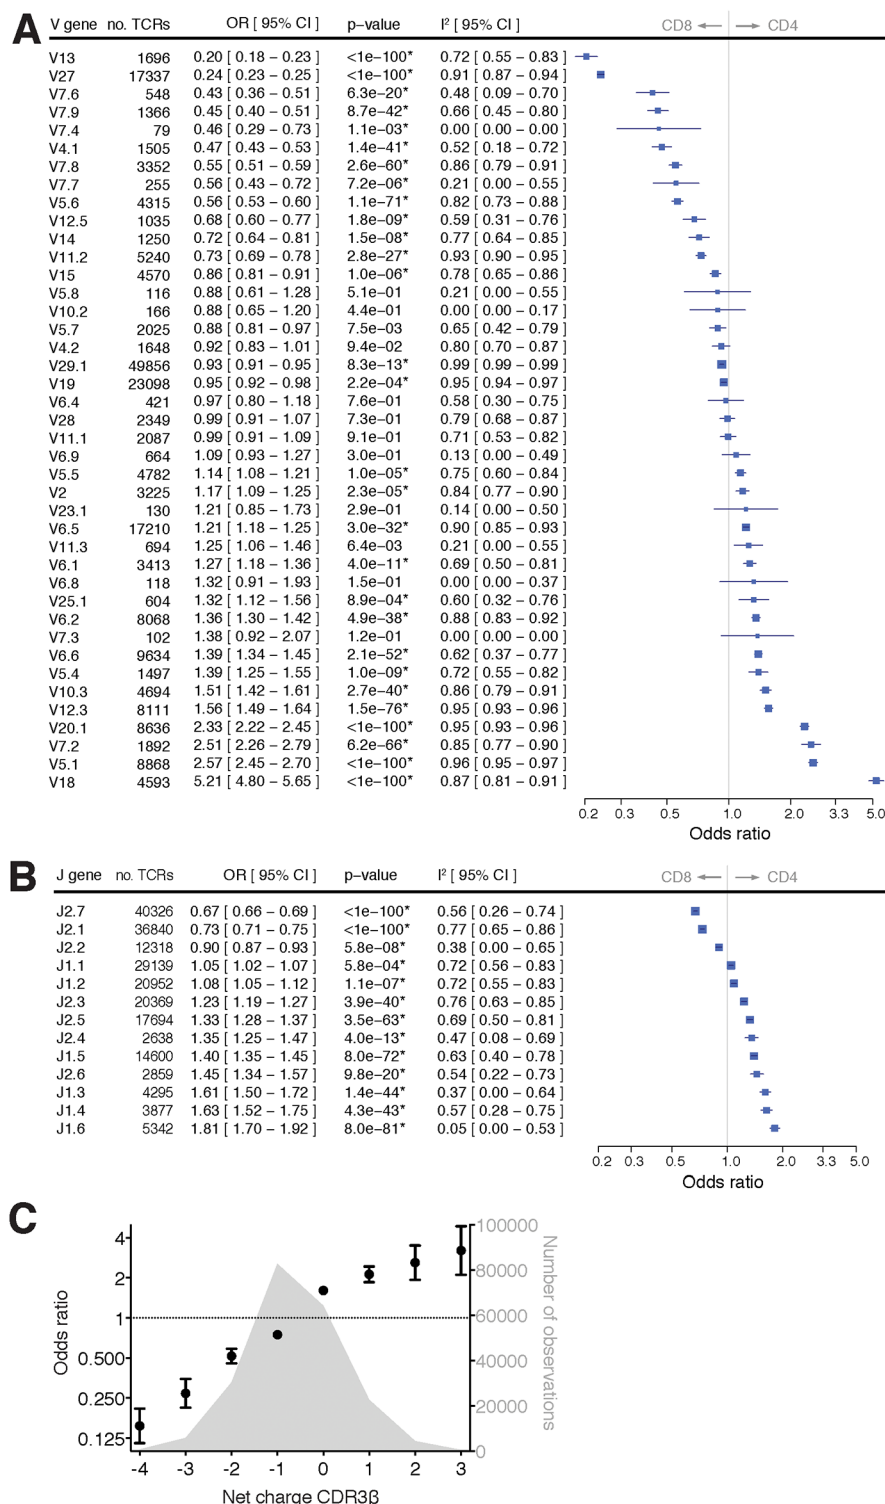 A V gene no. TCRs OR [ 95% CI ] p−value I² [ 95% CI ] CD8 ← → CD4
V13 1696 0.20 [ 0.18 − 0.23 ] <1e−100* 0.72 [ 0.55 − 0.83 ]
V27 17337 0.24 [ 0.23 − 0.25 ] <1e−100* 0.91 [ 0.87 − 0.94 ]
V7.6 548 0.43 [ 0.36 − 0.51 ] 6.3e−20* 0.48 [ 0.09 − 0.70 ]
V7.9 1366 0.45 [ 0.40 − 0.51 ] 8.7e−42* 0.66 [ 0.45 − 0.80 ]
V7.4 79 0.46 [ 0.29 − 0.73 ] 1.1e−03* 0.00 [ 0.00 − 0.00 ]
V4.1 1505 0.47 [ 0.43 − 0.53 ] 1.4e−41* 0.52 [ 0.18 − 0.72 ]
V7.8 3352 0.55 [ 0.51 − 0.59 ] 2.6e−60* 0.86 [ 0.79 − 0.91 ]
V7.7 255 0.56 [ 0.43 − 0.72 ] 7.2e−06* 0.21 [ 0.00 − 0.55 ]
V5.6 4315 0.56 [ 0.53 − 0.60 ] 1.1e−71* 0.82 [ 0.73 − 0.88 ]
V12.5 1035 0.68 [ 0.60 − 0.77 ] 1.8e−09* 0.59 [ 0.31 − 0.76 ]
V14 1250 0.72 [ 0.64 − 0.81 ] 1.5e−08* 0.77 [ 0.64 − 0.85 ]
V11.2 5240 0.73 [ 0.69 − 0.78 ] 2.8e−27* 0.93 [ 0.90 − 0.95 ]
V15 4570 0.86 [ 0.81 − 0.91 ] 1.0e−06* 0.78 [ 0.65 − 0.86 ]
V5.8 116 0.88 [ 0.61 − 1.28 ] 5.1e−01 0.21 [ 0.00 − 0.55 ]
V10.2 166 0.88 [ 0.65 − 1.20 ] 4.4e−01 0.00 [ 0.00 − 0.17 ]
V5.7 2025 0.88 [ 0.81 − 0.97 ] 7.5e−03 0.65 [ 0.42 − 0.79 ]
V4.2 1648 0.92 [ 0.83 − 1.01 ] 9.4e−02 0.80 [ 0.70 − 0.87 ]
V29.1 49856 0.93 [ 0.91 − 0.95 ] 8.3e−13* 0.99 [ 0.99 − 0.99 ]
V19 23098 0.95 [ 0.92 − 0.98 ] 2.2e−04* 0.95 [ 0.94 − 0.97 ]
V6.4 421 0.97 [ 0.80 − 1.18 ] 7.6e−01 0.58 [ 0.30 − 0.75 ]
V28 2349 0.99 [ 0.91 − 1.07 ] 7.3e−01 0.79 [ 0.68 − 0.87 ]
V11.1 2087 0.99 [ 0.91 − 1.09 ] 9.1e−01 0.71 [ 0.53 − 0.82 ]
V6.9 664 1.09 [ 0.93 − 1.27 ] 3.0e−01 0.13 [ 0.00 − 0.49 ]
V5.5 4782 1.14 [ 1.08 − 1.21 ] 1.0e−05* 0.75 [ 0.60 − 0.84 ]
V2 3225 1.17 [ 1.09 − 1.25 ] 2.3e−05* 0.84 [ 0.77 − 0.90 ]
V23.1 130 1.21 [ 0.85 − 1.73 ] 2.9e−01 0.14 [ 0.00 − 0.50 ]
V6.5 17210 1.21 [ 1.18 − 1.25 ] 3.0e−32* 0.90 [ 0.85 − 0.93 ]
V11.3 694 1.25 [ 1.06 − 1.46 ] 6.4e−03 0.21 [ 0.00 − 0.55 ]
V6.1 3413 1.27 [ 1.18 − 1.36 ] 4.0e−11* 0.69 [ 0.50 − 0.81 ]
V6.8 118 1.32 [ 0.91 − 1.93 ] 1.5e−01 0.00 [ 0.00 − 0.37 ]
V25.1 604 1.32 [ 1.12 − 1.56 ] 8.9e−04* 0.60 [ 0.32 − 0.76 ]
V6.2 8068 1.36 [ 1.30 − 1.42 ] 4.9e−38* 0.88 [ 0.83 − 0.92 ]
V7.3 102 1.38 [ 0.92 − 2.07 ] 1.2e−01 0.00 [ 0.00 − 0.00 ]
V6.6 9634 1.39 [ 1.34 − 1.45 ] 2.1e−52* 0.62 [ 0.37 − 0.77 ]
V5.4 1497 1.39 [ 1.25 − 1.55 ] 1.0e−09* 0.72 [ 0.55 − 0.82 ]
V10.3 4694 1.51 [ 1.42 − 1.61 ] 2.7e−40* 0.86 [ 0.79 − 0.91 ]
V12.3 8111 1.56 [ 1.49 − 1.64 ] 1.5e−76* 0.95 [ 0.93 − 0.96 ]
V20.1 8636 2.33 [ 2.22 − 2.45 ] <1e−100* 0.95 [ 0.93 − 0.96 ]
V7.2 1892 2.51 [ 2.26 − 2.79 ] 6.2e−66* 0.85 [ 0.77 − 0.90 ]
V5.1 8868 2.57 [ 2.45 − 2.70 ] <1e−100* 0.96 [ 0.95 − 0.97 ]
V18 4593 5.21 [ 4.80 − 5.65 ] <1e−100* 0.87 [ 0.81 − 0.91 ]
0.2 0.3 0.5 1.0 2.0 3.3 5.0
Odds ratio
B J gene no. TCRs OR [ 95% CI ] p−value I² [ 95% CI ] CD8 ← → CD4
J2.7 40326 0.67 [ 0.66 − 0.69 ] <1e−100* 0.56 [ 0.26 − 0.74 ]
J2.1 36840 0.73 [ 0.71 − 0.75 ] <1e−100* 0.77 [ 0.65 − 0.86 ]
J2.2 12318 0.90 [ 0.87 − 0.93 ] 5.8e−08* 0.38 [ 0.00 − 0.65 ]
J1.1 29139 1.05 [ 1.02 − 1.07 ] 5.8e−04* 0.72 [ 0.56 − 0.83 ]
J1.2 20952 1.08 [ 1.05 − 1.12 ] 1.1e−07* 0.72 [ 0.55 − 0.83 ]
J2.3 20369 1.23 [ 1.19 − 1.27 ] 3.9e−40* 0.76 [ 0.63 − 0.85 ]
J2.5 17694 1.33 [ 1.28 − 1.37 ] 3.5e−63* 0.69 [ 0.50 − 0.81 ]
J2.4 2638 1.35 [ 1.25 − 1.47 ] 4.0e−13* 0.47 [ 0.08 − 0.69 ]
J1.5 14600 1.40 [ 1.35 − 1.45 ] 8.0e−72* 0.63 [ 0.40 − 0.78 ]
J2.6 2859 1.45 [ 1.34 − 1.57 ] 9.8e−20* 0.54 [ 0.22 − 0.73 ]
J1.3 4295 1.61 [ 1.50 − 1.72 ] 1.4e−44* 0.37 [ 0.00 − 0.64 ]
J1.4 3877 1.63 [ 1.52 − 1.75 ] 4.3e−43* 0.57 [ 0.28 − 0.75 ]
J1.6 5342 1.81 [ 1.70 − 1.92 ] 8.0e−81* 0.05 [ 0.00 − 0.53 ]
0.2 0.3 0.5 1.0 2.0 3.3 5.0
Odds ratio
C
Odds ratio
4
2
1
0.500
0.250
0.125
100000
80000
60000
40000
20000
0
Number of observations
-4 -3 -2 -1 0 1 2 3
Net charge CDR3ß